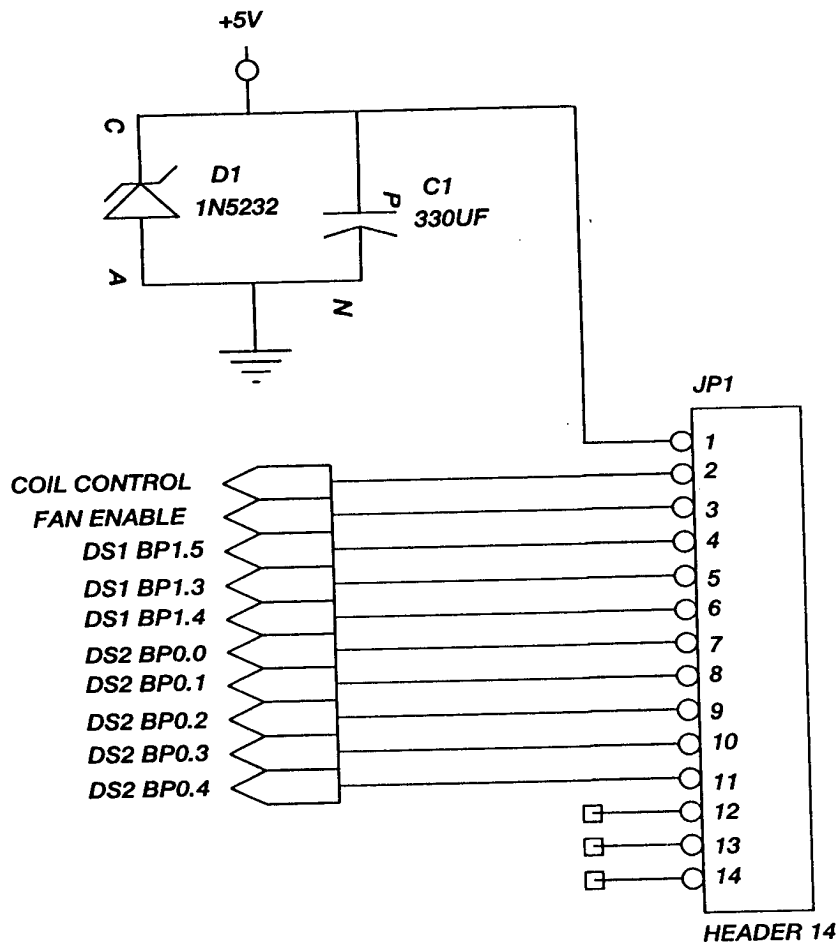 +5V
C
D1
1N5232
P
C1
330UF
A
N
JP1
1
COIL CONTROL
2
FAN ENABLE
3
DS1 BP1.5
4
DS1 BP1.3
5
DS1 BP1.4
6
DS2 BP0.0
7
DS2 BP0.1
8
DS2 BP0.2
9
DS2 BP0.3
10
DS2 BP0.4
11
12
13
14
HEADER 14